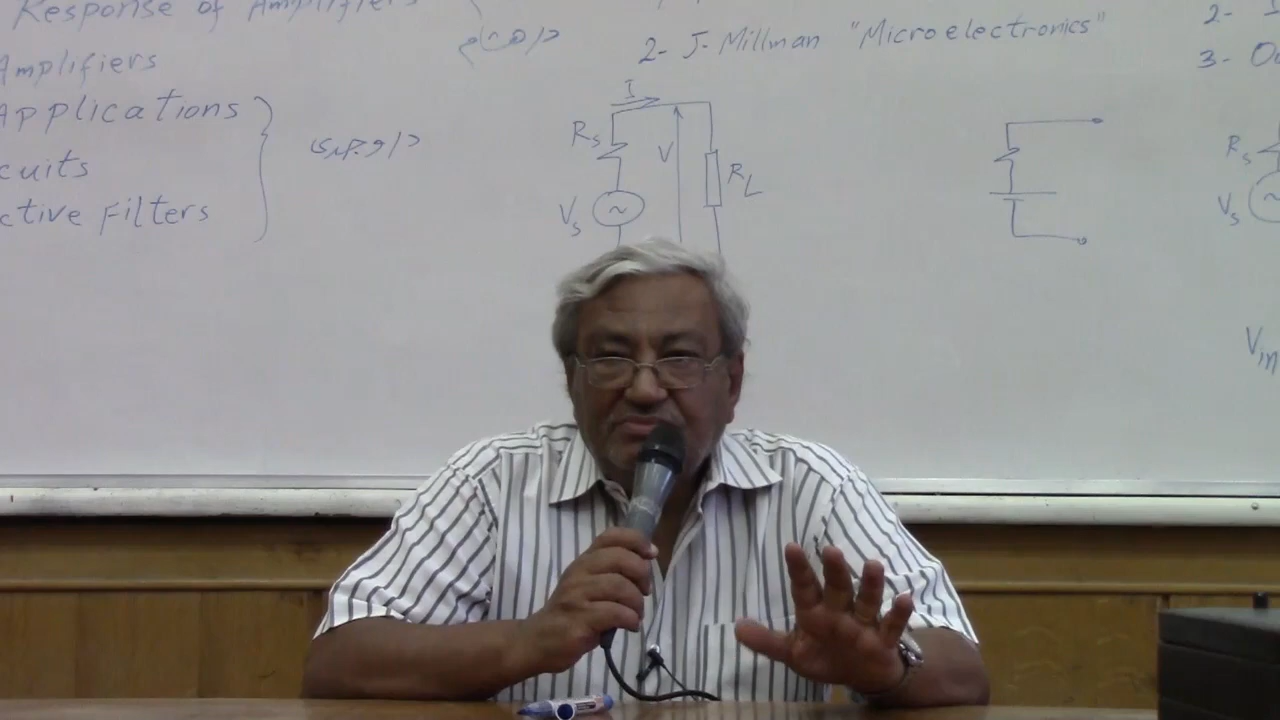 Response of Amplifiers
Amplifiers
Applications
cuits
ctive Filters
2- J. Millman "Microelectronics"
I
Rs
V
RL
Vs
2-
3- Ou
Rs
Vs
Vin